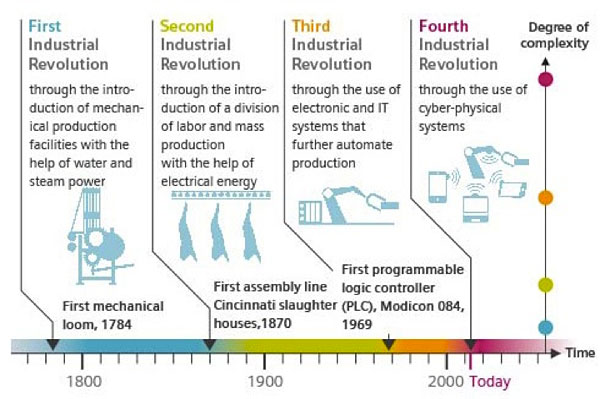 First
Industrial
Revolution
through the intro-
duction of mechan-
ical production
facilities with the
help of water and
steam power
Second
Industrial
Revolution
through the intro-
duction of a division
of labor and mass
production
with the help of
electrical energy
Third
Industrial
Revolution
through the use of
electronic and IT
systems that
further automate
production
Fourth
Industrial
Revolution
through the use of
cyber-physical
systems
Degree of
complexity
First mechanical
loom, 1784
First assembly line
Cincinnati slaughter
houses,1870
First programmable
logic controller
(PLC), Modicon 084,
1969
Time
1800
1900
2000
Today